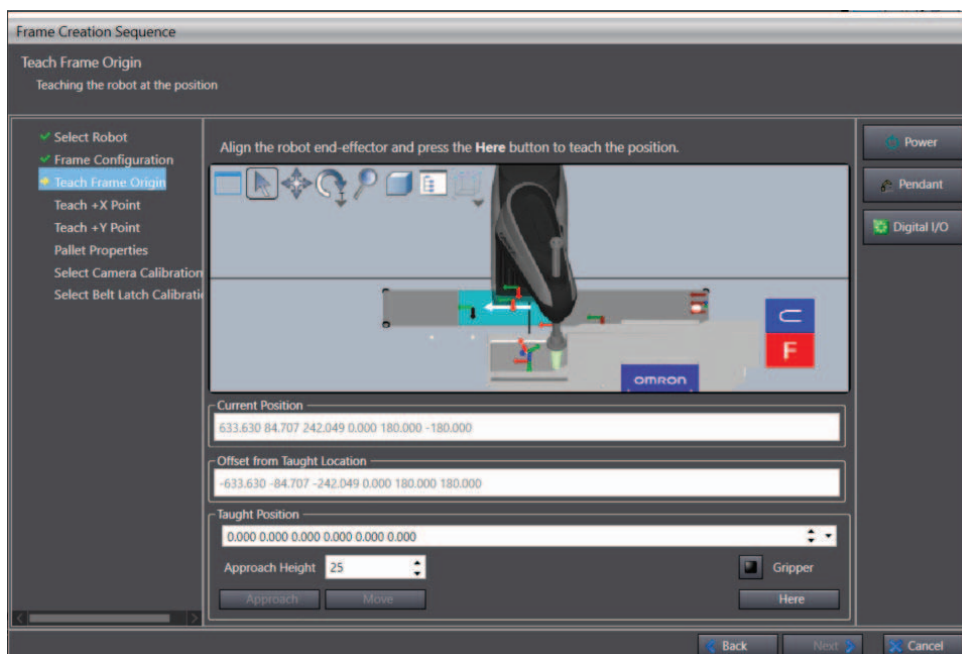 Frame Creation Sequence
Teach Frame Origin
Teaching the robot at the position
Select Robot
Frame Configuration
Teach Frame Origin
Teach +X Point
Teach +Y Point
Pallet Properties
Select Camera Calibration
Select Belt Latch Calibrati
Align the robot end-effector and press the Here button to teach the position.
F
OMRON
Current Position
633.630 84.707 242.049 0.000 180.000 -180.000
Offset from Taught Location
-633.630 -84.707 -242.049 0.000 180.000 180.000
Taught Position
0.000 0.000 0.000 0.000 0.000 0.000
Approach Height 25
Gripper
Approach Move Here
Power
Pendant
Digital I/O
Back Next Cancel